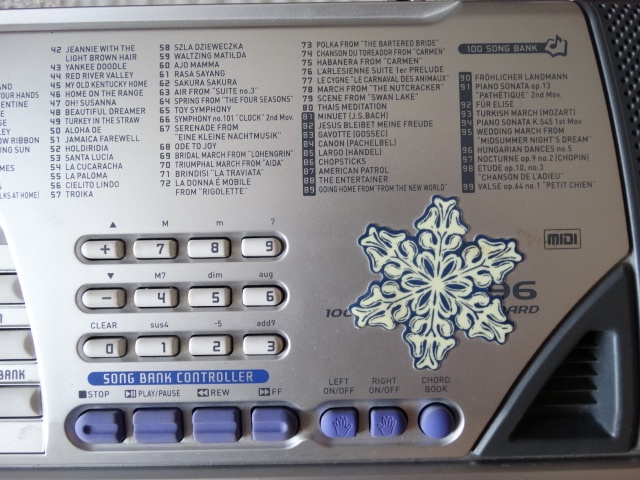 42 JEANNIE WITH THE
LIGHT BROWN HAIR
43 YANKEE DOODLE
44 RED RIVER VALLEY
45 MY OLD KENTUCKY HOME
46 HOME ON THE RANGE
47 OH! SUSANNA
48 BEAUTIFUL DREAMER
49 TURKEY IN THE STRAW
50 ALOHA OE
51 JAMAICA FAREWELL
52 HOLDIRIDIA
53 SANTA LUCIA
54 LA CUCARACHA
55 LA PALOMA
56 CIELITO LINDO
57 TROIKA
58 SZLA DZIEWECZKA
59 WALTZING MATILDA
60 AJO MAMMA
61 RASA SAYANG
62 SAKURA SAKURA
63 AIR FROM "SUITE no.3"
64 SPRING FROM "THE FOUR SEASONS"
65 TOY SYMPHONY
66 SYMPHONY no.101 "CLOCK" 2nd Mov.
67 SERENADE FROM
"EINE KLEINE NACHTMUSIK"
68 ODE TO JOY
69 BRIDAL MARCH FROM "LOHENGRIN"
70 TRIUMPHAL MARCH FROM "AIDA"
71 BRINDISI "LA TRAVIATA"
72 LA DONNA È MOBILE
FROM "RIGOLETTE"
73 POLKA FROM "THE BARTERED BRIDE"
74 CHANSON DU TOREADOR FROM "CARMEN"
75 HABANERA FROM "CARMEN"
76 L'ARLESIENNE SUITE 1er PRELUDE
77 LE CYGNE "LE CARNAVAL DES ANIMAUX"
78 MARCH FROM "THE NUTCRACKER"
79 SCENE FROM "SWAN LAKE"
80 THAIS MEDITATION
81 MINUET (J.S.BACH)
82 JESUS BLEIBET MEINE FREUDE
83 GAVOTTE (GOSSEC)
84 CANON (PACHELBEL)
85 LARGO (HÄNDEL)
86 CHOPSTICKS
87 AMERICAN PATROL
88 THE ENTERTAINER
89 GOING HOME FROM "FROM THE NEW WORLD"
100 SONG BANK
90 FRÖHLICHER LANDMANN
91 PIANO SONATA op.13
"PATHÉTIQUE" 2nd Mov.
92 FÜR ELISE
93 TURKISH MARCH (MOZART)
94 PIANO SONATA K.545 1st Mov.
95 WEDDING MARCH FROM
"MIDSUMMER NIGHT'S DREAM"
96 HUNGARIAN DANCES no.5
97 NOCTURNE op.9 no.2 (CHOPIN)
98 ETUDE op.10, no.3
"CHANSON DE L'ADIEU"
99 VALSE op.64 no.1 "PETIT CHIEN"
MIDI
M m 7
+ 7 8 9
M7 dim aug
- 4 5 6
CLEAR sus4 -5 add9
0 1 2 3
SONG BANK CONTROLLER
STOP PLAY/PAUSE REW FF
LEFT ON/OFF
RIGHT ON/OFF
CHORD BOOK
BANK